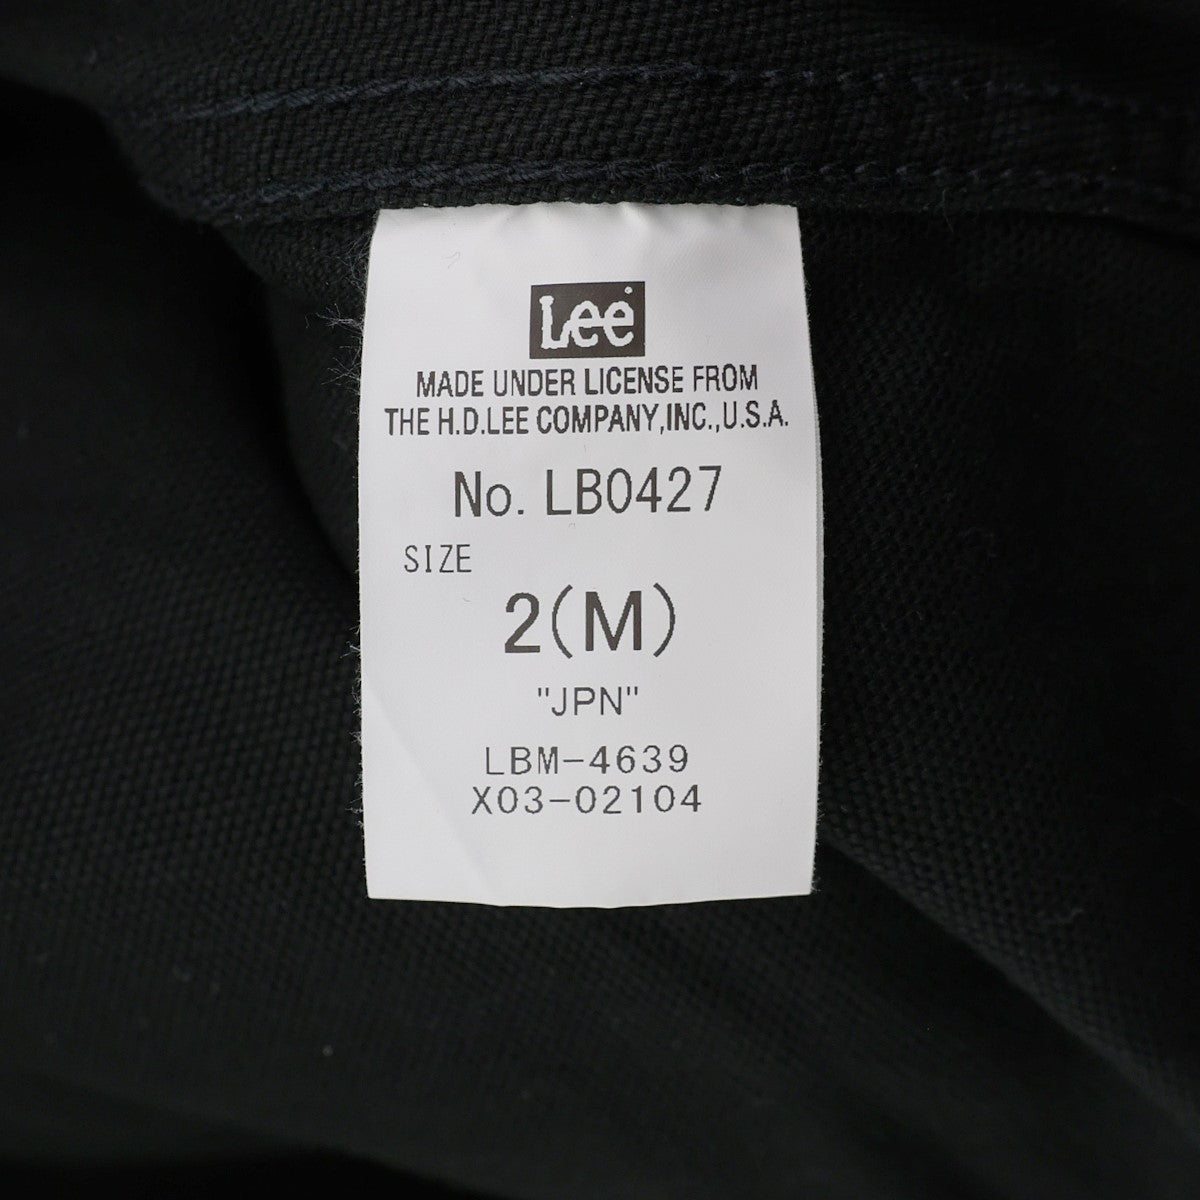 Lee
MADE UNDER LICENSE FROM
THE H.D.LEE COMPANY,INC.,U.S.A.
No. LB0427
SIZE
2(M)
"JPN"
LBM-4639
X03-02104